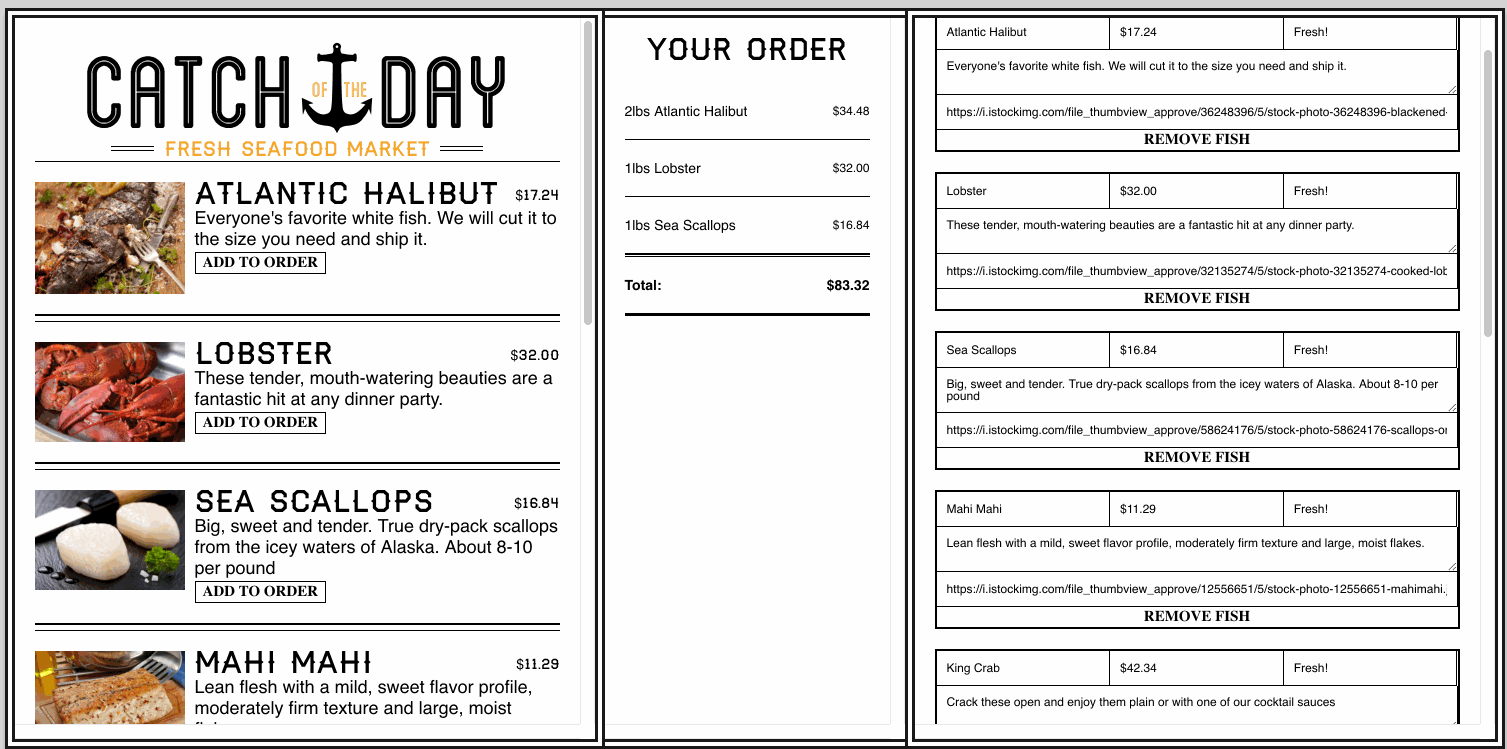 CATCH OF THE DAY
FRESH SEAFOOD MARKET
ATLANTIC HALIBUT $17.24
Everyone's favorite white fish. We will cut it to
the size you need and ship it.
ADD TO ORDER
LOBSTER $32.00
These tender, mouth-watering beauties are a
fantastic hit at any dinner party.
ADD TO ORDER
SEA SCALLOPS $16.84
Big, sweet and tender. True dry-pack scallops
from the icey waters of Alaska. About 8-10
per pound
ADD TO ORDER
MAHI MAHI $11.29
Lean flesh with a mild, sweet flavor profile,
moderately firm texture and large, moist
YOUR ORDER
2lbs Atlantic Halibut $34.48
1lbs Lobster $32.00
1lbs Sea Scallops $16.84
Total: $83.32
Atlantic Halibut $17.24 Fresh!
Everyone's favorite white fish. We will cut it to the size you need and ship it.
https://i.istockimg.com/file_thumbview_approve/36248396/5/stock-photo-36248396-blackened-
REMOVE FISH
Lobster $32.00 Fresh!
These tender, mouth-watering beauties are a fantastic hit at any dinner party.
https://i.istockimg.com/file_thumbview_approve/32135274/5/stock-photo-32135274-cooked-lob
REMOVE FISH
Sea Scallops $16.84 Fresh!
Big, sweet and tender. True dry-pack scallops from the icey waters of Alaska. About 8-10 per
pound
https://i.istockimg.com/file_thumbview_approve/58624176/5/stock-photo-58624176-scallops-or
REMOVE FISH
Mahi Mahi $11.29 Fresh!
Lean flesh with a mild, sweet flavor profile, moderately firm texture and large, moist flakes.
https://i.istockimg.com/file_thumbview_approve/12556651/5/stock-photo-12556651-mahimahi.
REMOVE FISH
King Crab $42.34 Fresh!
Crack these open and enjoy them plain or with one of our cocktail sauces